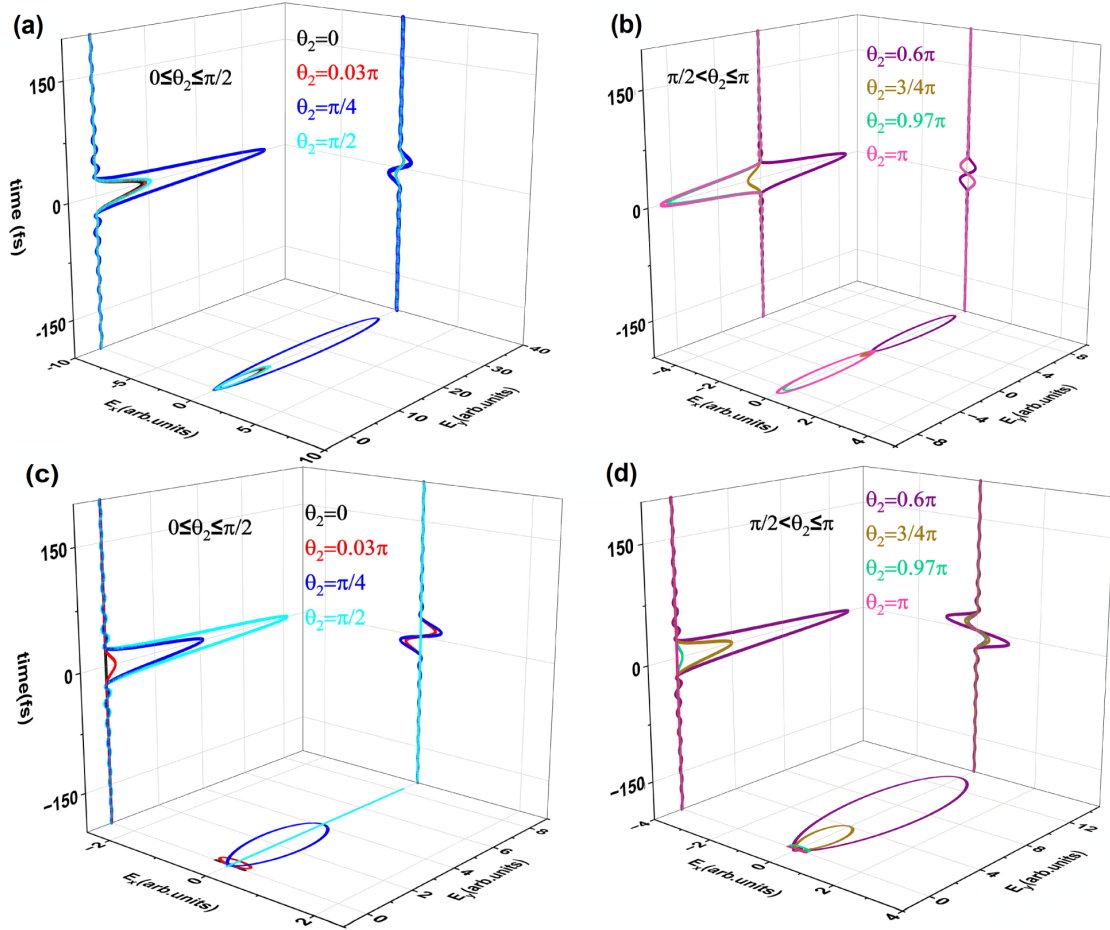 (a)
0≤θ₂≤π/2
θ₂=0
θ₂=0.03π
θ₂=π/4
θ₂=π/2
time (fs)
150
0
-150
-10
-5
0
5
10
Eₓ(arb.units)
0
10
20
30
40
E_y(arb.units)
(b)
π/2<θ₂≤π
θ₂=0.6π
θ₂=3/4π
θ₂=0.97π
θ₂=π
150
0
-150
-4
-2
0
2
4
Eₓ(arb.units)
-8
-4
0
4
8
E_y(arb.units)
(c)
0≤θ₂≤π/2
θ₂=0
θ₂=0.03π
θ₂=π/4
θ₂=π/2
time(fs)
150
0
-150
-2
0
2
Eₓ(arb.units)
0
2
4
6
8
E_y(arb.units)
(d)
π/2<θ₂≤π
θ₂=0.6π
θ₂=3/4π
θ₂=0.97π
θ₂=π
150
0
-150
-4
-2
0
2
4
Eₓ(arb.units)
0
4
8
12
E_y(arb.units)